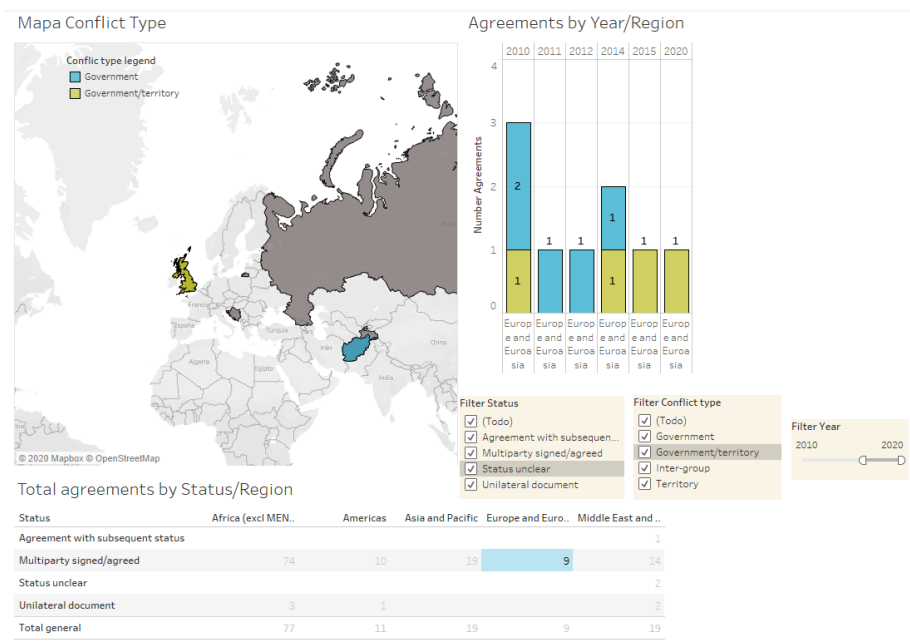 Mapa Conflict Type
Conflic type legend
Government
Government/territory
Francia
España
Turquía
Irán
China
Argelia
Egipto
India
© 2020 Mapbox © OpenStreetMap
Agreements by Year/Region
2010 2011 2012 2014 2015 2020
Number Agreements
4
3
2
1
0
2
1
1
1
1
1
1
1
Europ Europ Europ Europ Europ Europ
e and e and e and e and e and e and
Euroa Euroa Euroa Euroa Euroa Euroa
sia sia sia sia sia sia
Filter Status
(Todo)
Agreement with subsequen...
Multiparty signed/agreed
Status unclear
Unilateral document
Filter Conflict type
(Todo)
Government
Government/territory
Inter-group
Territory
Filter Year
2010 2020
Total agreements by Status/Region
Status Africa (excl MEN.. Americas Asia and Pacific Europe and Euro.. Middle East and ..
Agreement with subsequent status 1
Multiparty signed/agreed 74 10 19 9 14
Status unclear 2
Unilateral document 3 1 2
Total general 77 11 19 9 19